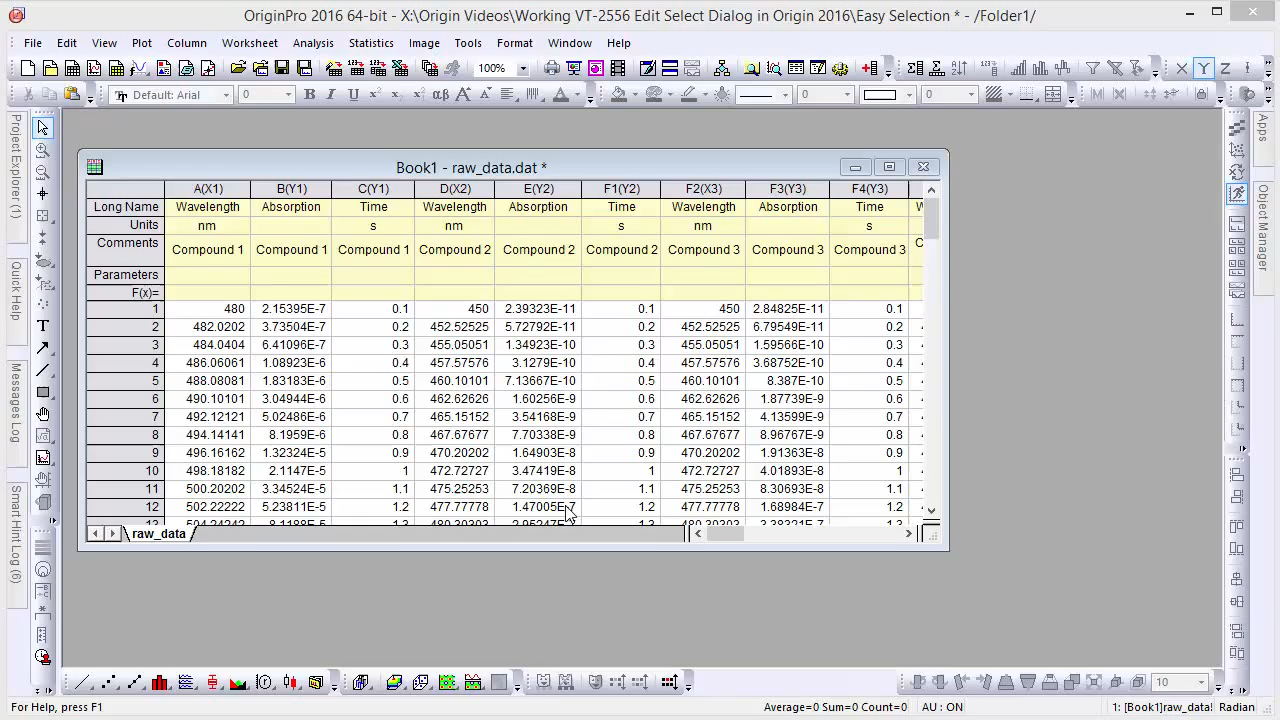 OriginPro 2016 64-bit - X:\Origin Videos\Working VT-2556 Edit Select Dialog in Origin 2016\Easy Selection * - /Folder1/
File Edit View Plot Column Worksheet Analysis Statistics Image Tools Format Window Help
100%
Default: Arial 0 B I U 0 0
Project Explorer (1)
Quick Help
Messages Log
Smart Hint Log (6)
Apps
Object Manager
Book1 - raw_data.dat *
A(X1) B(Y1) C(Y1) D(X2) E(Y2) F1(Y2) F2(X3) F3(Y3) F4(Y3)
Long Name Wavelength Absorption Time Wavelength Absorption Time Wavelength Absorption Time
Units nm s nm s nm s
Comments Compound 1 Compound 1 Compound 1 Compound 2 Compound 2 Compound 2 Compound 3 Compound 3 Compound 3
Parameters
F(x)=
1 480 2.15395E-7 0.1 450 2.39323E-11 0.1 450 2.84825E-11 0.1
2 482.0202 3.73504E-7 0.2 452.52525 5.72792E-11 0.2 452.52525 6.79549E-11 0.2
3 484.0404 6.41096E-7 0.3 455.05051 1.34923E-10 0.3 455.05051 1.59566E-10 0.3
4 486.06061 1.08923E-6 0.4 457.57576 3.1279E-10 0.4 457.57576 3.68752E-10 0.4
5 488.08081 1.83183E-6 0.5 460.10101 7.13667E-10 0.5 460.10101 8.387E-10 0.5
6 490.10101 3.04944E-6 0.6 462.62626 1.60256E-9 0.6 462.62626 1.87739E-9 0.6
7 492.12121 5.02486E-6 0.7 465.15152 3.54168E-9 0.7 465.15152 4.13599E-9 0.7
8 494.14141 8.1959E-6 0.8 467.67677 7.70338E-9 0.8 467.67677 8.96767E-9 0.8
9 496.16162 1.32324E-5 0.9 470.20202 1.64903E-8 0.9 470.20202 1.91363E-8 0.9
10 498.18182 2.1147E-5 1 472.72727 3.47419E-8 1 472.72727 4.01893E-8 1
11 500.20202 3.34524E-5 1.1 475.25253 7.20369E-8 1.1 475.25253 8.30693E-8 1.1
12 502.22222 5.23811E-5 1.2 477.77778 1.47005E-7 1.2 477.77778 1.68984E-7 1.2
raw_data
10
For Help, press F1 Average=0 Sum=0 Count=0 AU : ON 1: [Book1]raw_data! Radian